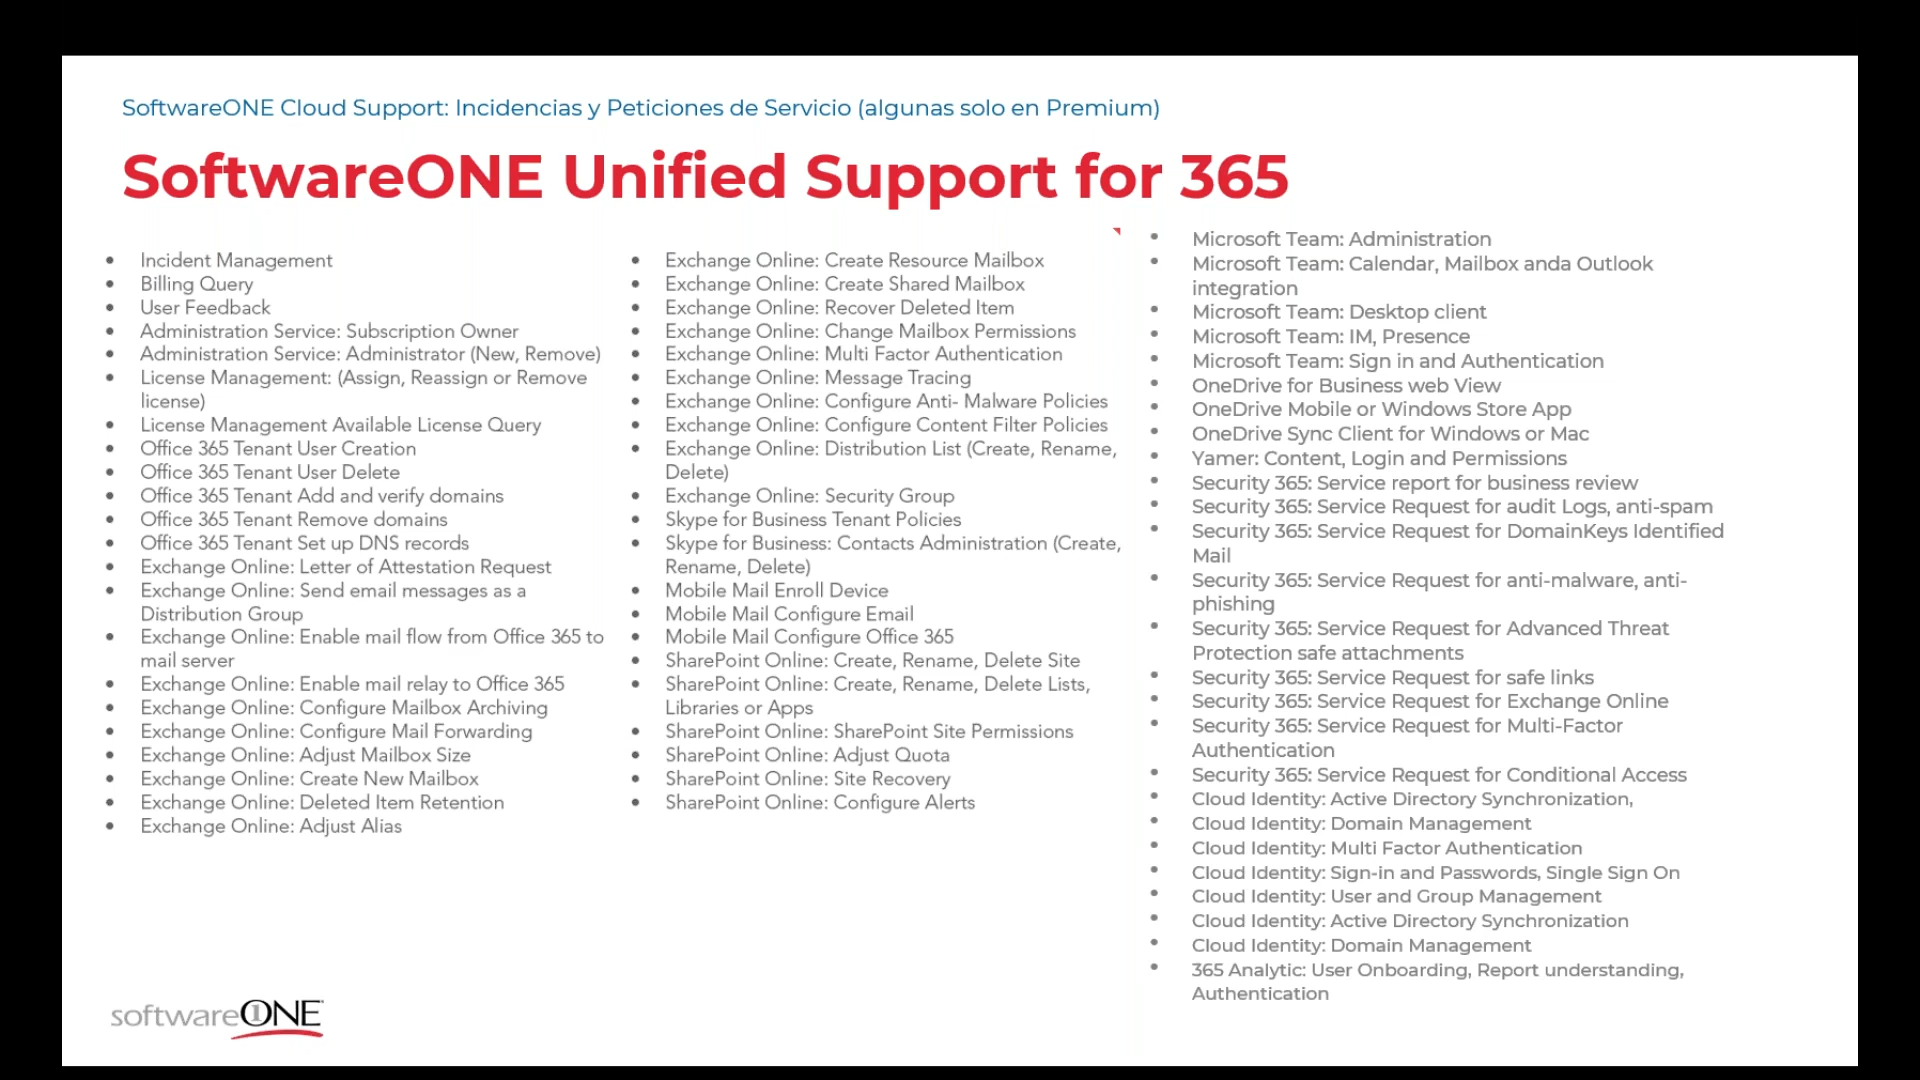 SoftwareONE Cloud Support: Incidencias y Peticiones de Servicio (algunas solo en Premium)
SoftwareONE Unified Support for 365
• Incident Management
• Billing Query
• User Feedback
• Administration Service: Subscription Owner
• Administration Service: Administrator (New, Remove)
• License Management: (Assign, Reassign or Remove
license)
• License Management Available License Query
• Office 365 Tenant User Creation
• Office 365 Tenant User Delete
• Office 365 Tenant Add and verify domains
• Office 365 Tenant Remove domains
• Office 365 Tenant Set up DNS records
• Exchange Online: Letter of Attestation Request
• Exchange Online: Send email messages as a
Distribution Group
• Exchange Online: Enable mail flow from Office 365 to
mail server
• Exchange Online: Enable mail relay to Office 365
• Exchange Online: Configure Mailbox Archiving
• Exchange Online: Configure Mail Forwarding
• Exchange Online: Adjust Mailbox Size
• Exchange Online: Create New Mailbox
• Exchange Online: Deleted Item Retention
• Exchange Online: Adjust Alias
• Exchange Online: Create Resource Mailbox
• Exchange Online: Create Shared Mailbox
• Exchange Online: Recover Deleted Item
• Exchange Online: Change Mailbox Permissions
• Exchange Online: Multi Factor Authentication
• Exchange Online: Message Tracing
• Exchange Online: Configure Anti- Malware Policies
• Exchange Online: Configure Content Filter Policies
• Exchange Online: Distribution List (Create, Rename,
Delete)
• Exchange Online: Security Group
• Skype for Business Tenant Policies
• Skype for Business: Contacts Administration (Create,
Rename, Delete)
• Mobile Mail Enroll Device
• Mobile Mail Configure Email
• Mobile Mail Configure Office 365
• SharePoint Online: Create, Rename, Delete Site
• SharePoint Online: Create, Rename, Delete Lists,
Libraries or Apps
• SharePoint Online: SharePoint Site Permissions
• SharePoint Online: Adjust Quota
• SharePoint Online: Site Recovery
• SharePoint Online: Configure Alerts
• Microsoft Team: Administration
• Microsoft Team: Calendar, Mailbox anda Outlook
integration
• Microsoft Team: Desktop client
• Microsoft Team: IM, Presence
• Microsoft Team: Sign in and Authentication
• OneDrive for Business web View
• OneDrive Mobile or Windows Store App
• OneDrive Sync Client for Windows or Mac
• Yamer: Content, Login and Permissions
• Security 365: Service report for business review
• Security 365: Service Request for audit Logs, anti-spam
• Security 365: Service Request for DomainKeys Identified
Mail
• Security 365: Service Request for anti-malware, anti-
phishing
• Security 365: Service Request for Advanced Threat
Protection safe attachments
• Security 365: Service Request for safe links
• Security 365: Service Request for Exchange Online
• Security 365: Service Request for Multi-Factor
Authentication
• Security 365: Service Request for Conditional Access
• Cloud Identity: Active Directory Synchronization,
• Cloud Identity: Domain Management
• Cloud Identity: Multi Factor Authentication
• Cloud Identity: Sign-in and Passwords, Single Sign On
• Cloud Identity: User and Group Management
• Cloud Identity: Active Directory Synchronization
• Cloud Identity: Domain Management
• 365 Analytic: User Onboarding, Report understanding,
Authentication
softwareONE